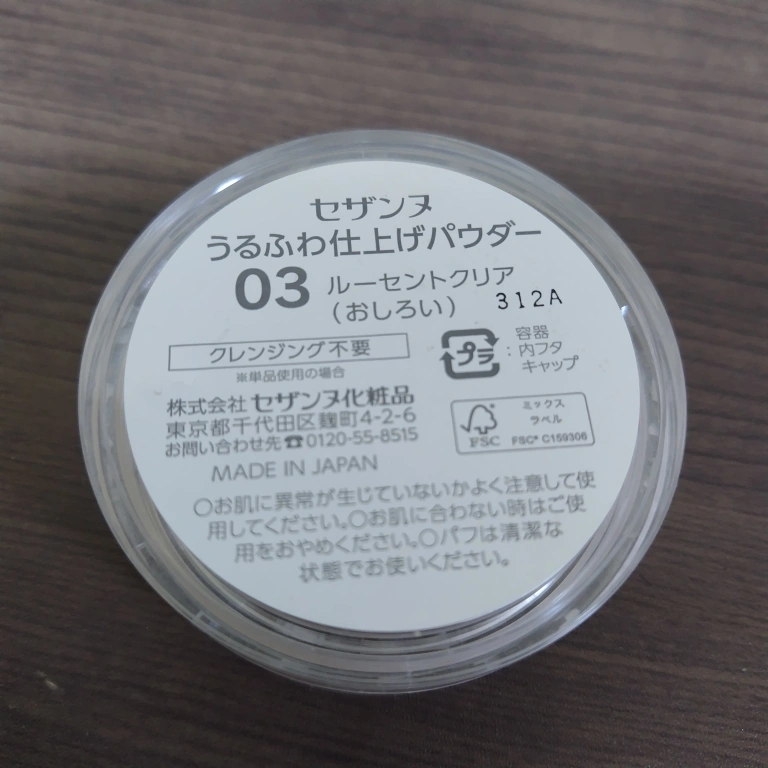 セザンヌ
うるふわ仕上げパウダー
03 ルーセントクリア
(おしろい) 312A
クレンジング不要
※単品使用の場合
プラ : 容器
内フタ
キャップ
株式会社 セザンヌ化粧品
東京都千代田区麹町4-2-6
お問い合わせ先☎0120-55-8515
MADE IN JAPAN
FSC ミックス
ラベル
FSC® C159306
○お肌に異常が生じていないかよく注意して使
用してください。○お肌に合わない時はご使
用をおやめください。○パフは清潔な
状態でお使いください。